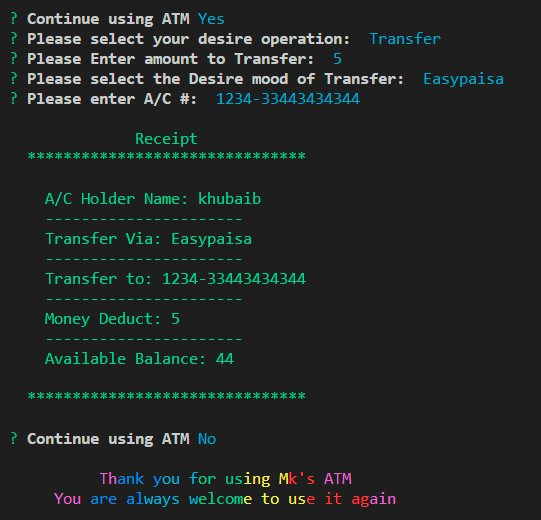 ? Continue using ATM Yes
? Please select your desire operation: Transfer
? Please Enter amount to Transfer: 5
? Please select the Desire mood of Transfer: Easypaisa
? Please enter A/C #: 1234-33443434344
Receipt
*******************************
A/C Holder Name: khubaib
----------------------
Transfer Via: Easypaisa
----------------------
Transfer to: 1234-33443434344
----------------------
Money Deduct: 5
----------------------
Available Balance: 44
*******************************
? Continue using ATM No
Thank you for using Mk's ATM
You are always welcome to use it again